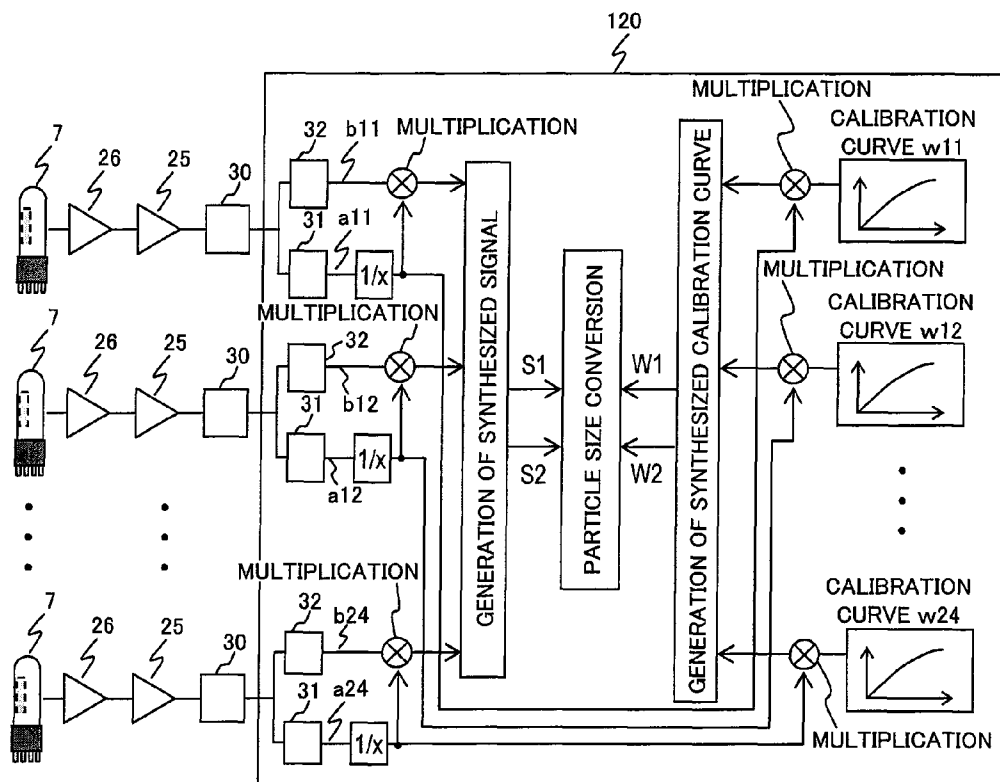 120
MULTIPLICATION
CALIBRATION
CURVE w11
7
26
25
30
32
b11
MULTIPLICATION
31
a11
1/x
MULTIPLICATION
CALIBRATION
CURVE w12
7
26
25
30
MULTIPLICATION
32
b12
31
a12
1/x
GENERATION OF SYNTHESIZED SIGNAL
S1
S2
PARTICLE SIZE CONVERSION
W1
W2
GENERATION OF SYNTHESIZED CALIBRATION CURVE
7
26
25
30
MULTIPLICATION
32
b24
31
a24
1/x
CALIBRATION
CURVE w24
MULTIPLICATION